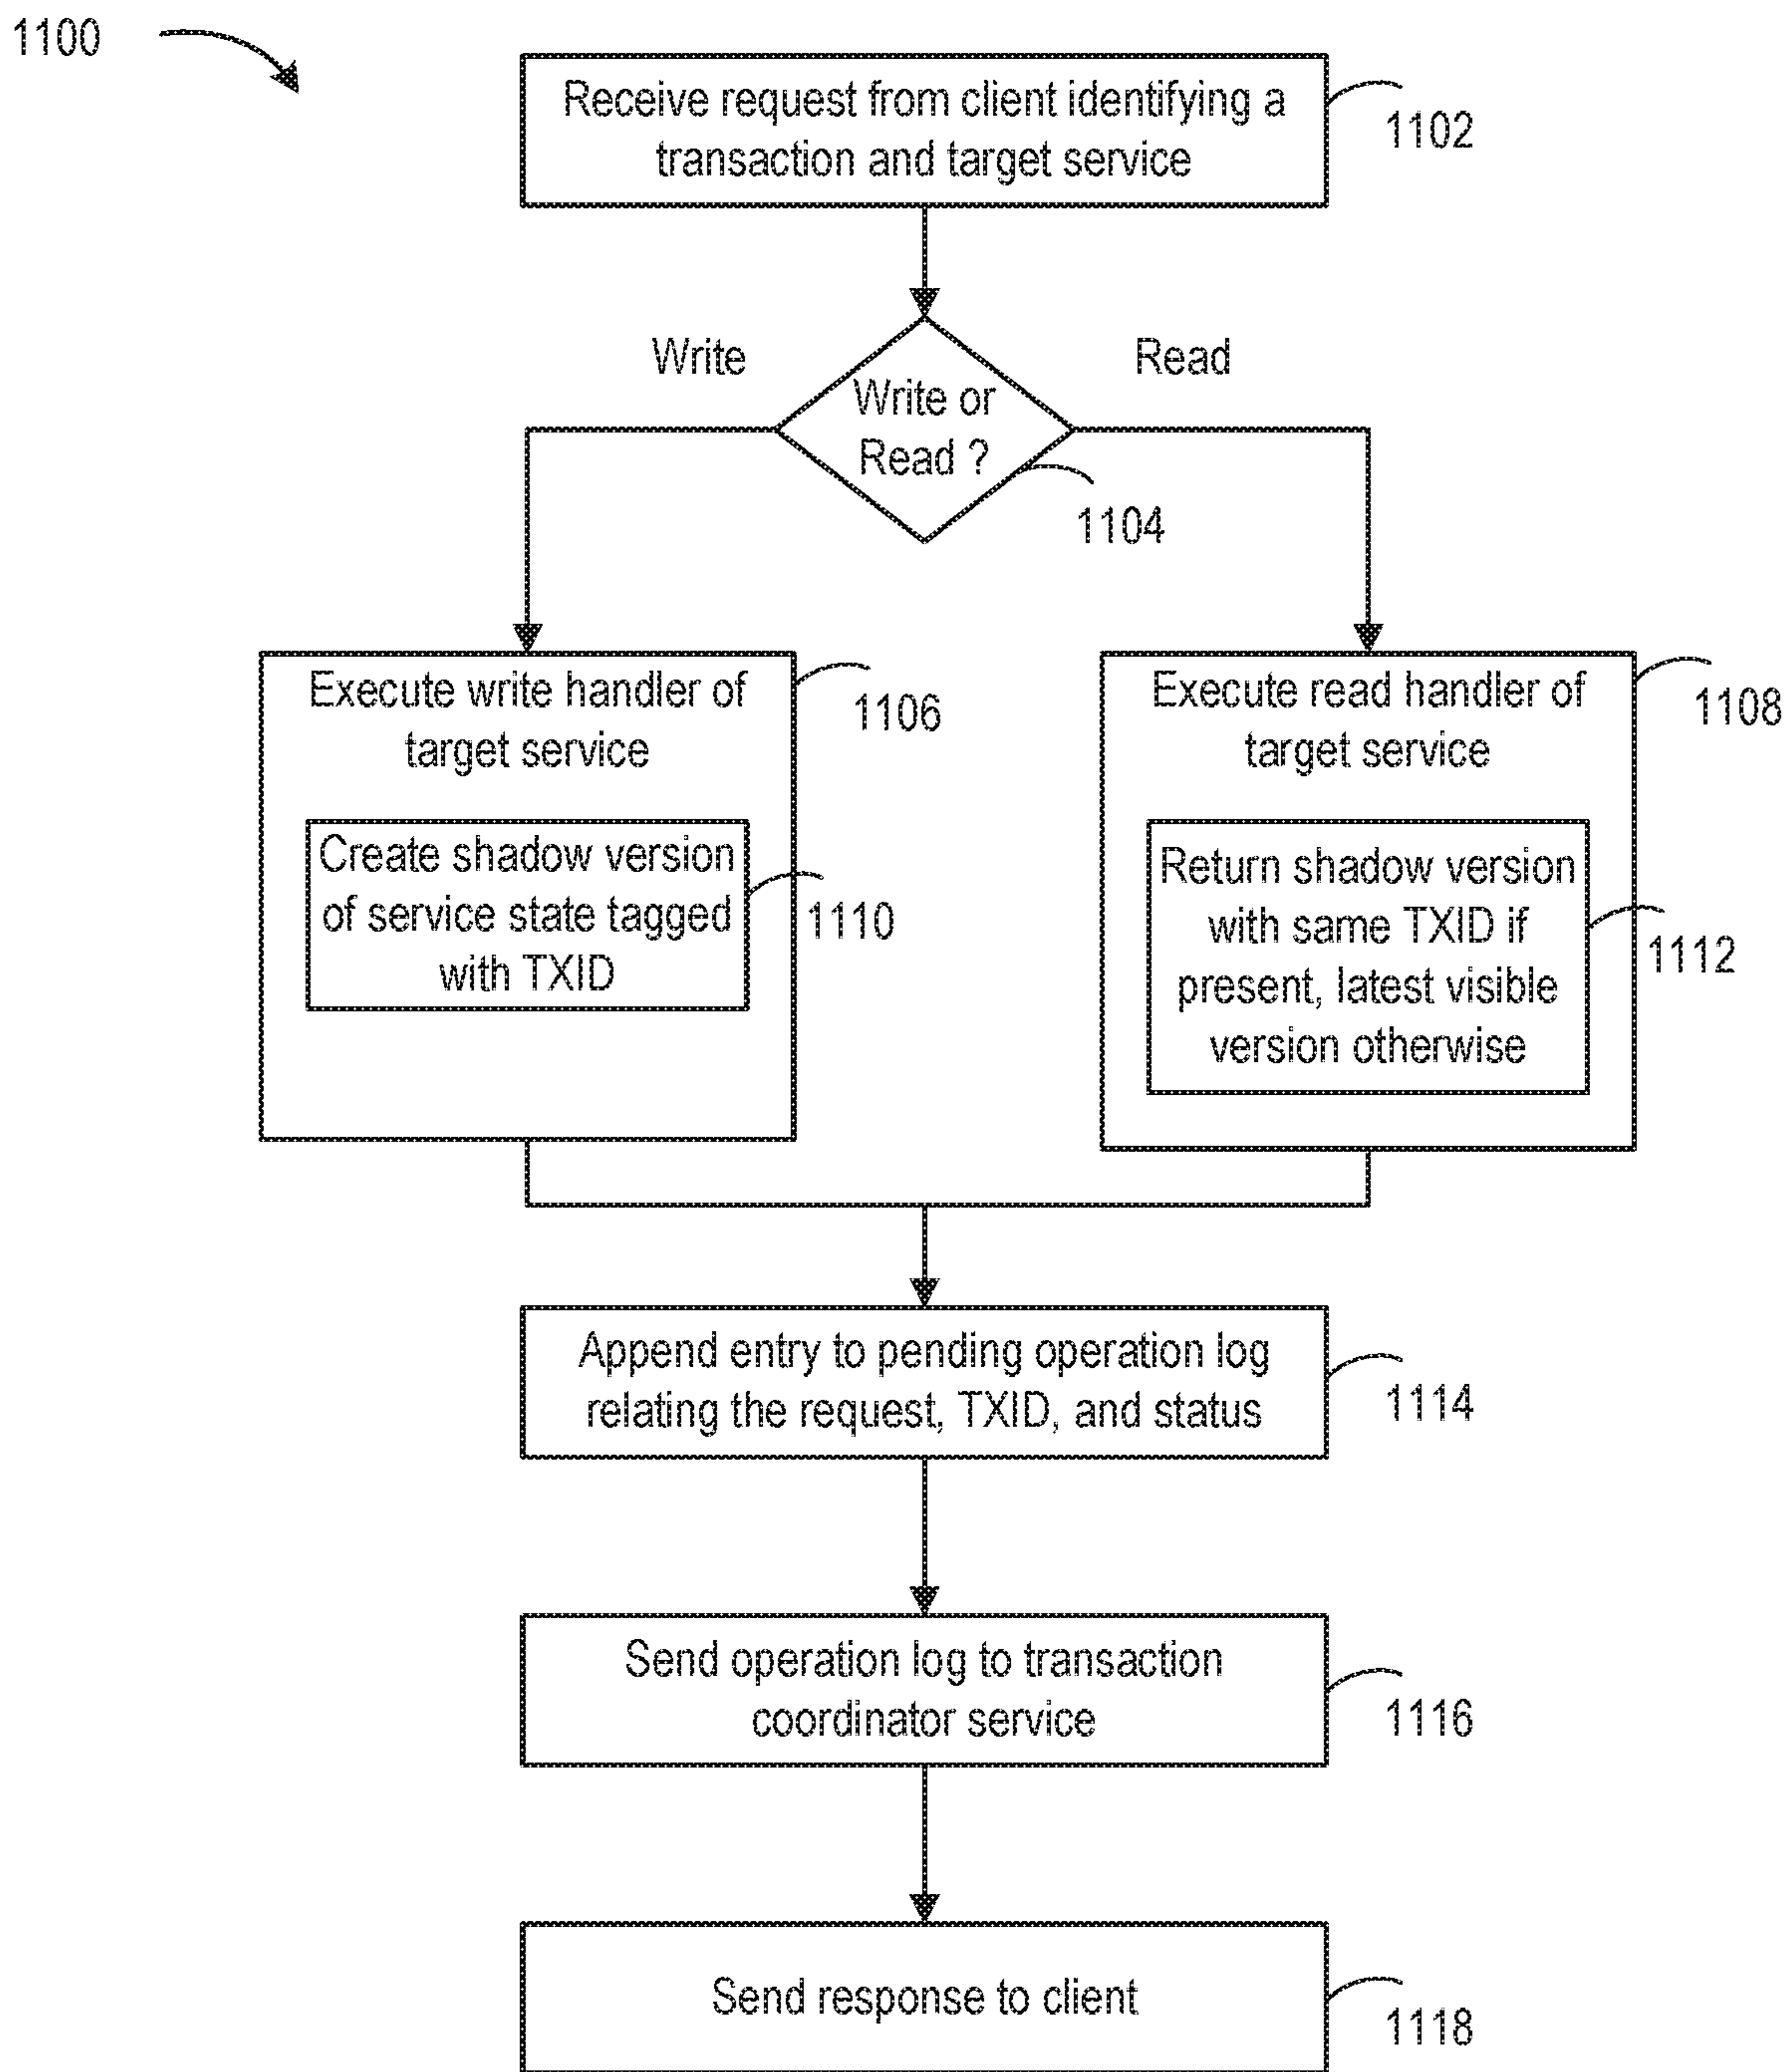 1100
Receive request from client identifying a
transaction and target service
1102
Write
Read
Write or
Read ?
1104
Execute write handler of
target service
1106
Create shadow version
of service state tagged
with TXID
1110
Execute read handler of
target service
1108
Return shadow version
with same TXID if
present, latest visible
version otherwise
1112
Append entry to pending operation log
relating the request, TXID, and status
1114
Send operation log to transaction
coordinator service
1116
Send response to client
1118